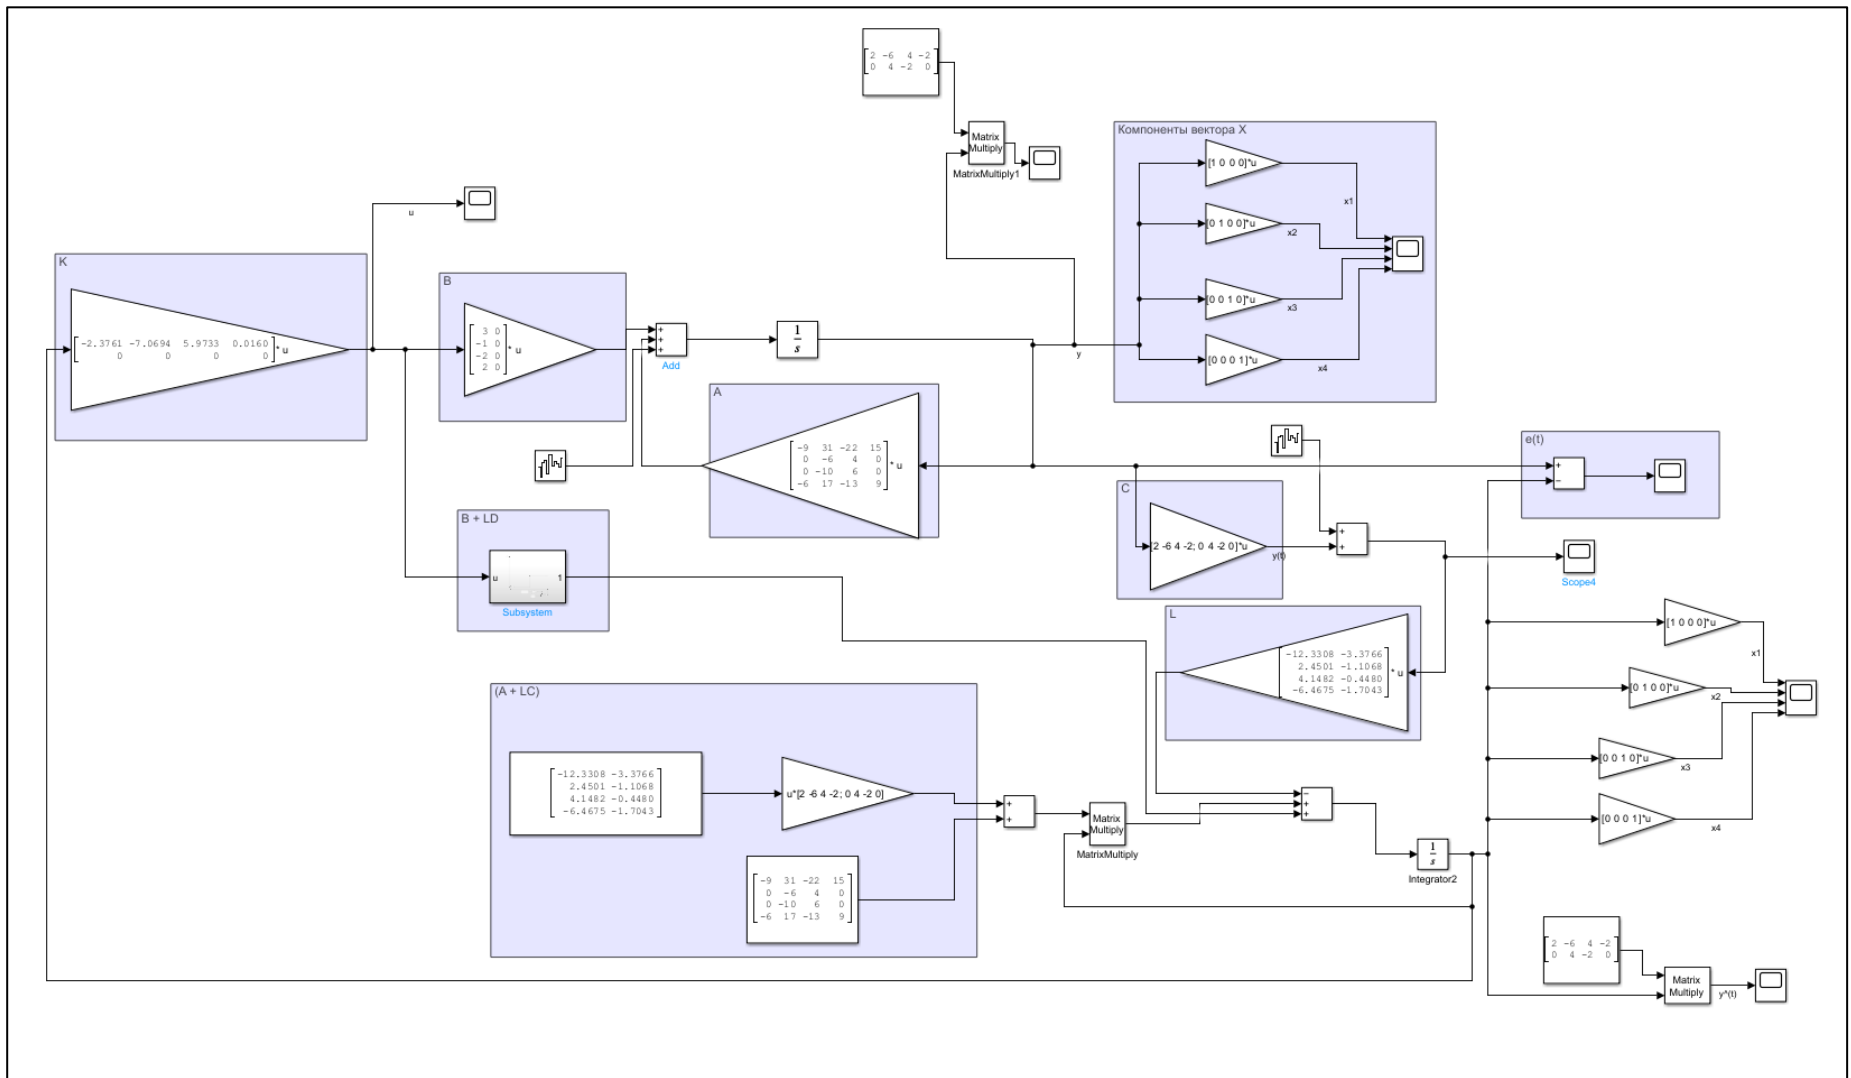 [2 -6 4 -2
0 4 -2 0]
Matrix
Multiply
MatrixMultiply1
Компоненты вектора X
[1 0 0 0]*u
x1
[0 1 0 0]*u
x2
[0 0 1 0]*u
x3
[0 0 0 1]*u
x4
u
K
[-2.3761 -7.0694 5.9733 0.0160
0 0 0 0] * u
B
[3 0
-1 0
-2 0
2 0] * u
+
+
+
Add
1
s
y
A
[-9 31 -22 15
0 -6 4 0
0 -10 6 0
-6 17 -13 9] * u
e(t)
+
−
C
[2 -6 4 -2; 0 4 -2 0]*u
y(t)
+
+
Scope4
B + LD
u
1
Subsystem
L
[-12.3308 -3.3766
2.4501 -1.1068
4.1482 -0.4480
-6.4675 -1.7043] * u
[1 0 0 0]*u
x1
[0 1 0 0]*u
x2
[0 0 1 0]*u
x3
[0 0 0 1]*u
x4
(A + LC)
[-12.3308 -3.3766
2.4501 -1.1068
4.1482 -0.4480
-6.4675 -1.7043]
u*[2 -6 4 -2; 0 4 -2 0]
+
+
[-9 31 -22 15
0 -6 4 0
0 -10 6 0
-6 17 -13 9]
Matrix
Multiply
MatrixMultiply
−
+
+
1
s
Integrator2
[2 -6 4 -2
0 4 -2 0]
Matrix
Multiply
y^(t)